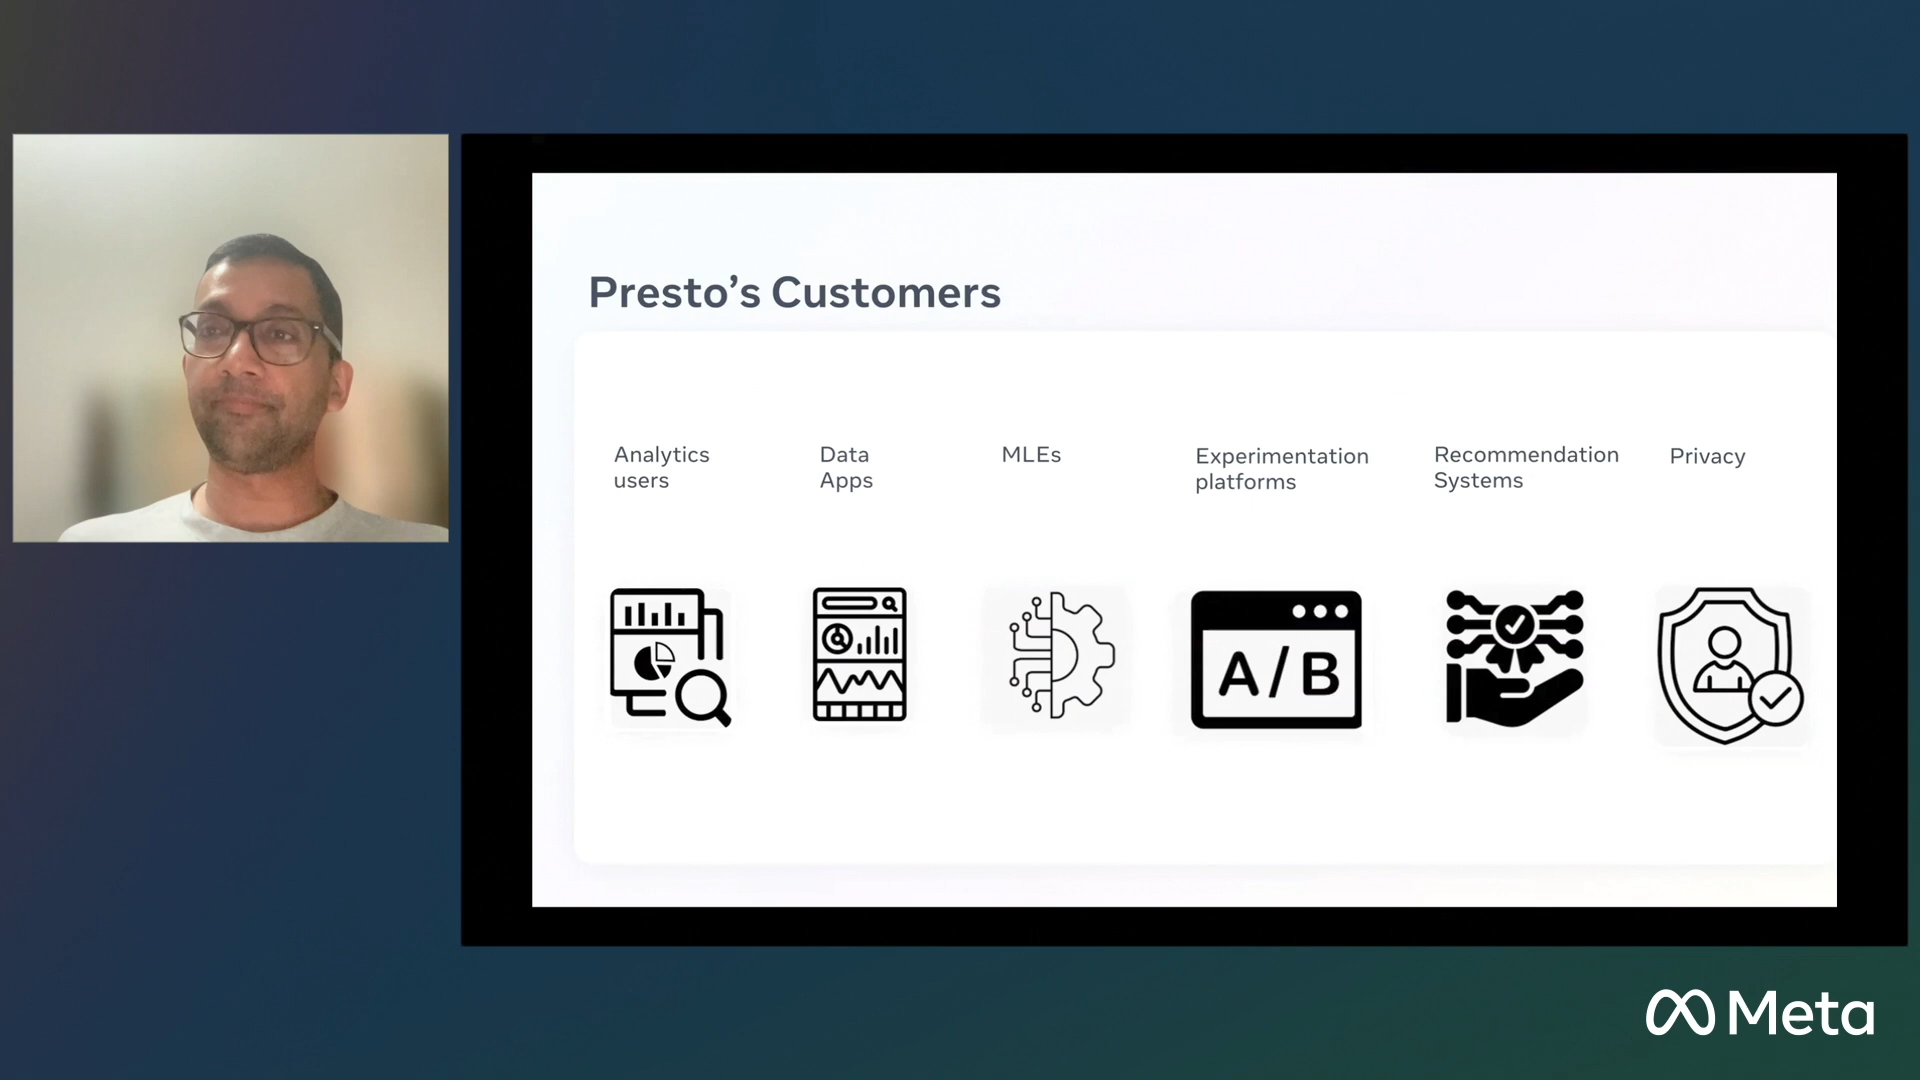 Presto’s Customers
Analytics
users
Data
Apps
MLEs
Experimentation
platforms
Recommendation
Systems
Privacy
A/B
Meta